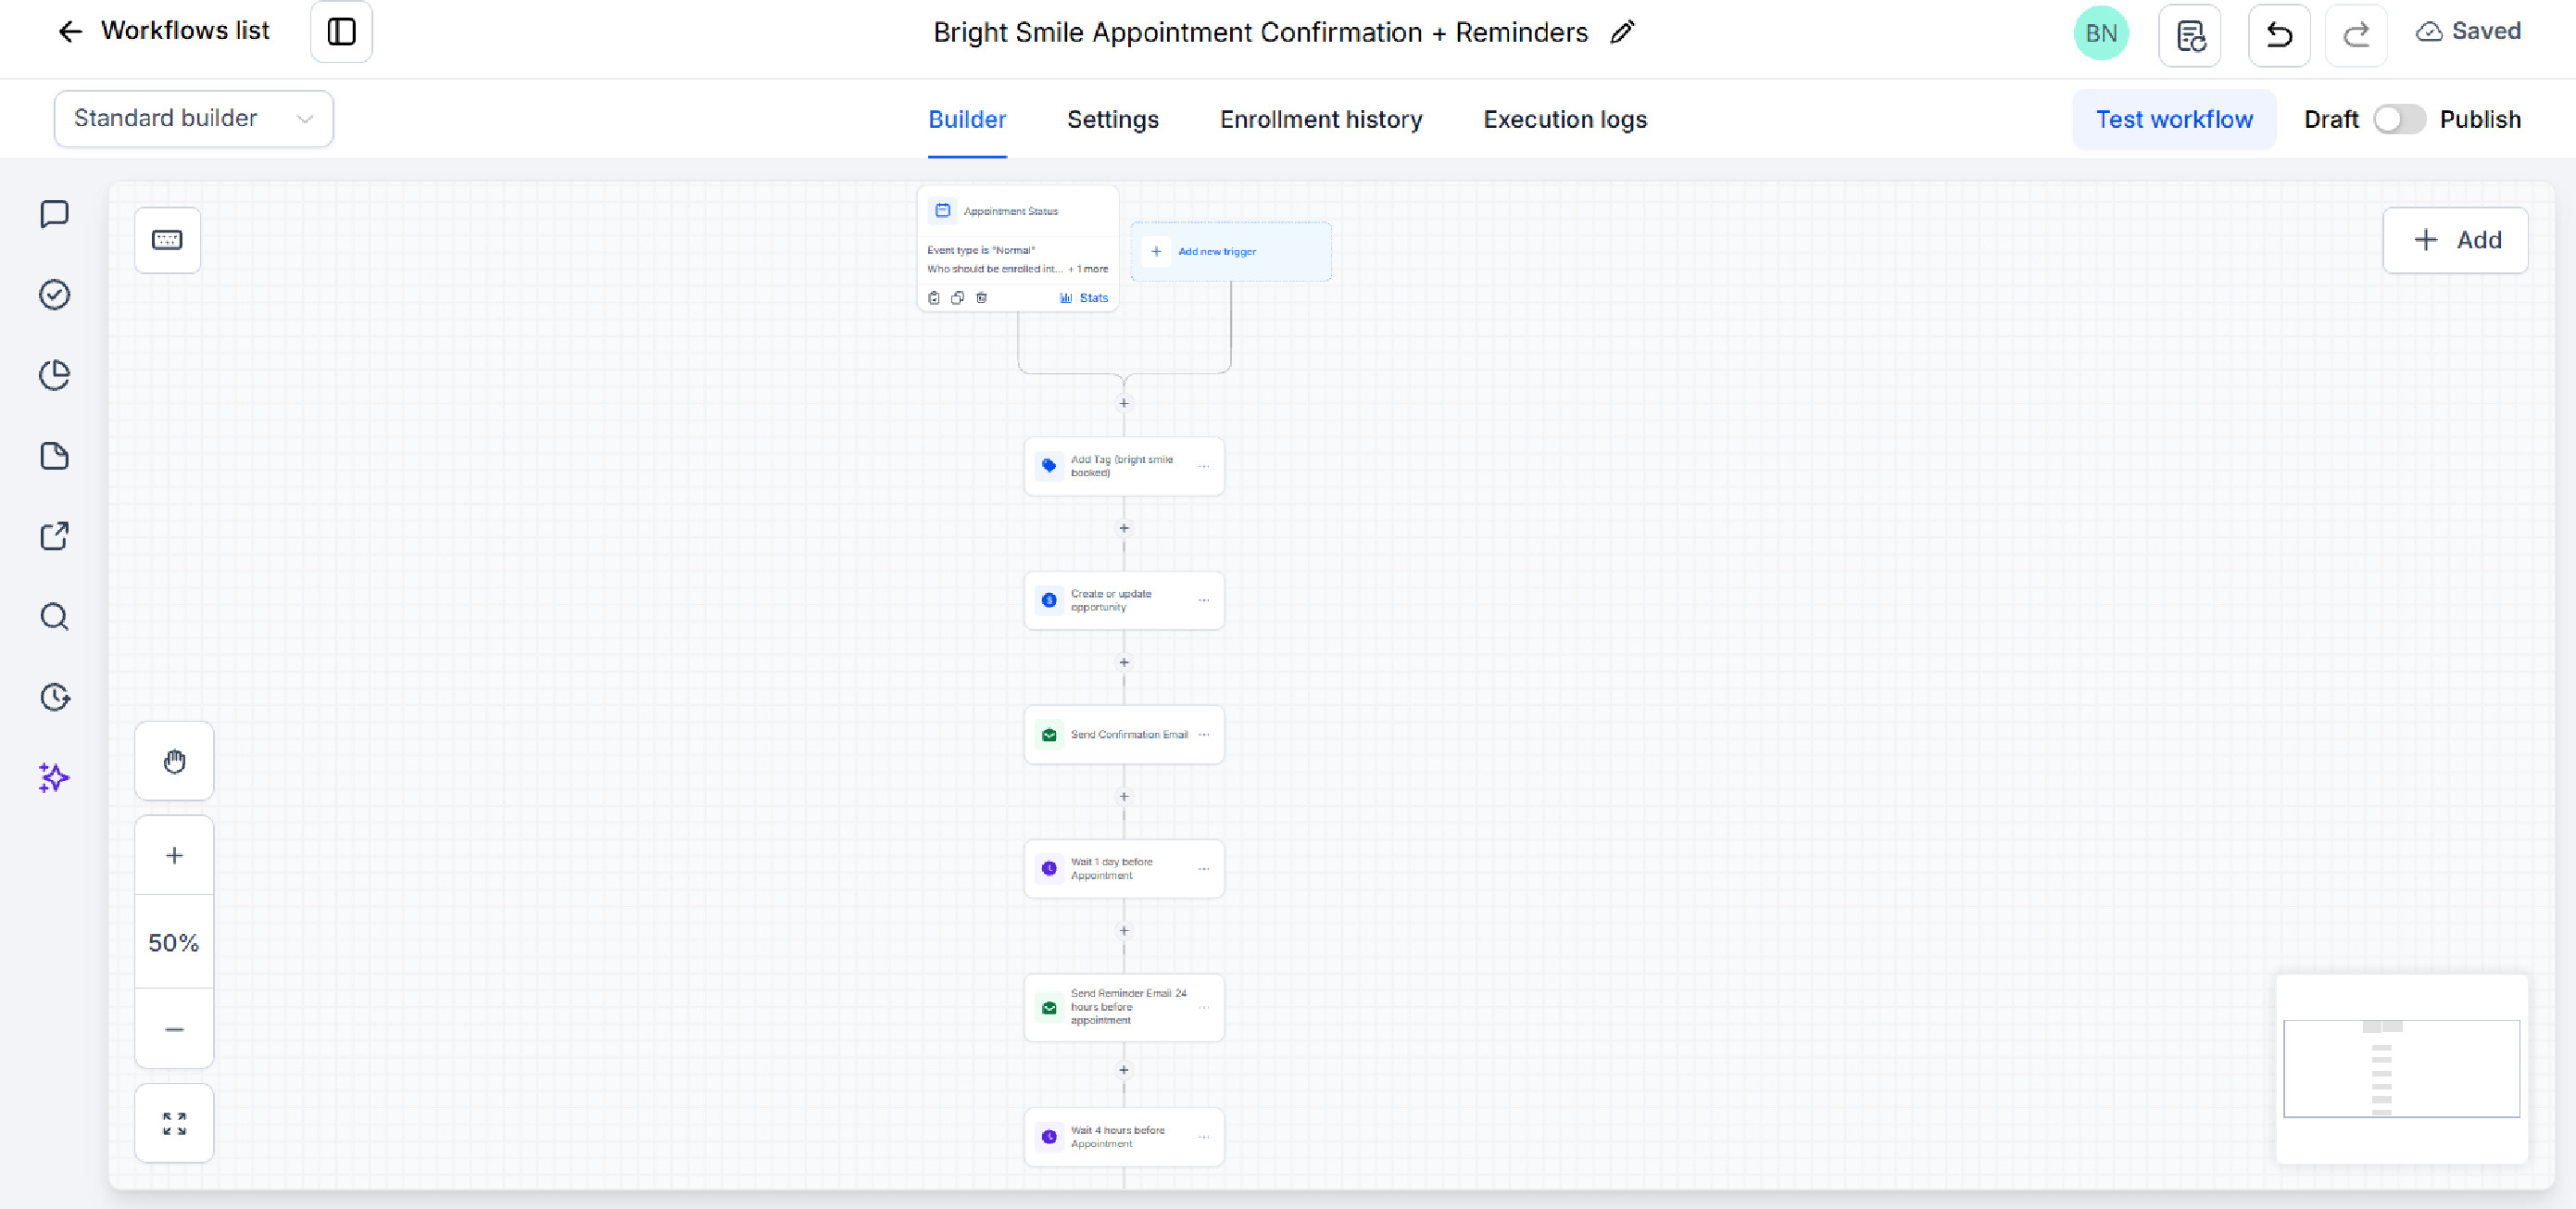 Workflows list
Bright Smile Appointment Confirmation + Reminders
BN
Saved
Standard builder
Builder
Settings
Enrollment history
Execution logs
Test workflow
Draft
Publish
Appointment Status
Event type is "Normal"
Who should be enrolled int... + 1 more
Stats
Add new trigger
Add
Add Tag (bright smile
booked)
Create or update
opportunity
Send Confirmation Email
Wait 1 day before
Appointment
50%
Send Reminder Email 24
hours before
appointment
Wait 4 hours before
Appointment